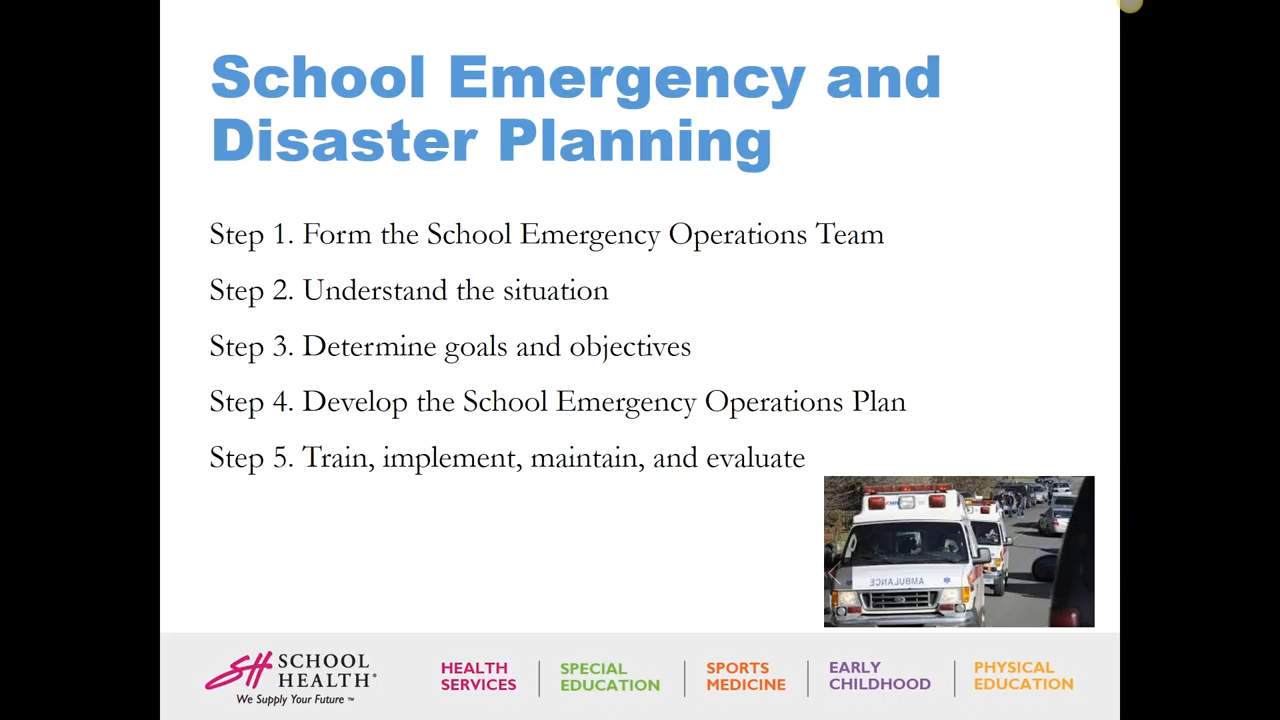 School Emergency and
Disaster Planning
Step 1. Form the School Emergency Operations Team
Step 2. Understand the situation
Step 3. Determine goals and objectives
Step 4. Develop the School Emergency Operations Plan
Step 5. Train, implement, maintain, and evaluate
AMBULANCE
SH SCHOOL HEALTH®
We Supply Your Future ™
HEALTH SERVICES
SPECIAL EDUCATION
SPORTS MEDICINE
EARLY CHILDHOOD
PHYSICAL EDUCATION